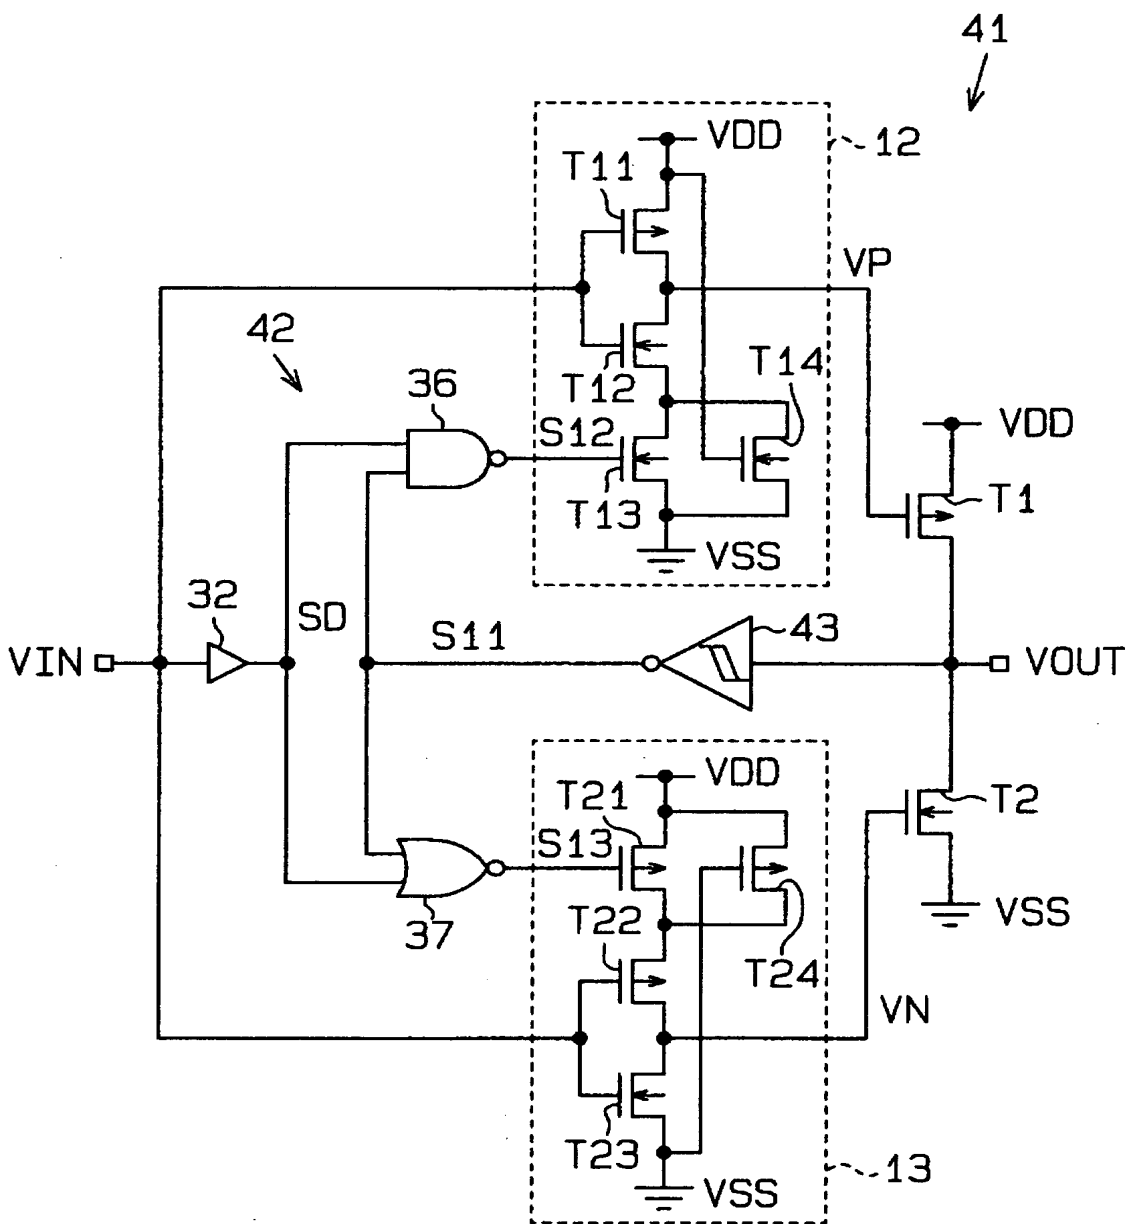 41
VDD
12
T11
VP
42
T12
T14
36
S12
VDD
T13
T1
VSS
32
SD
S11
43
VIN
VOUT
VDD
T21
T2
S13
37
T22
VSS
T24
VN
T23
13
VSS